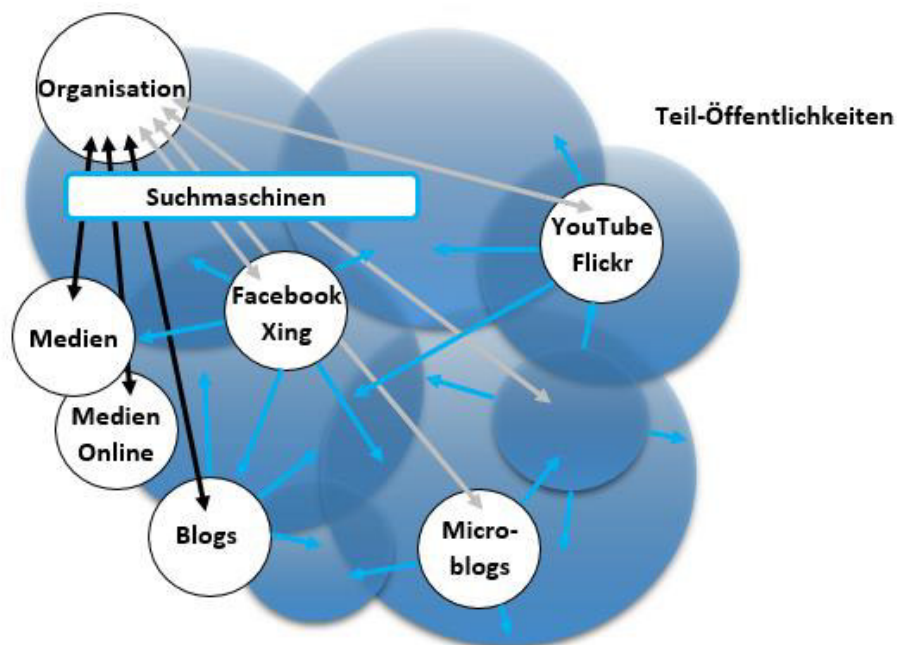 Organisation
Teil-Öffentlichkeiten
Suchmaschinen
YouTube
Flickr
Facebook
Xing
Medien
Medien
Online
Blogs
Micro-
blogs